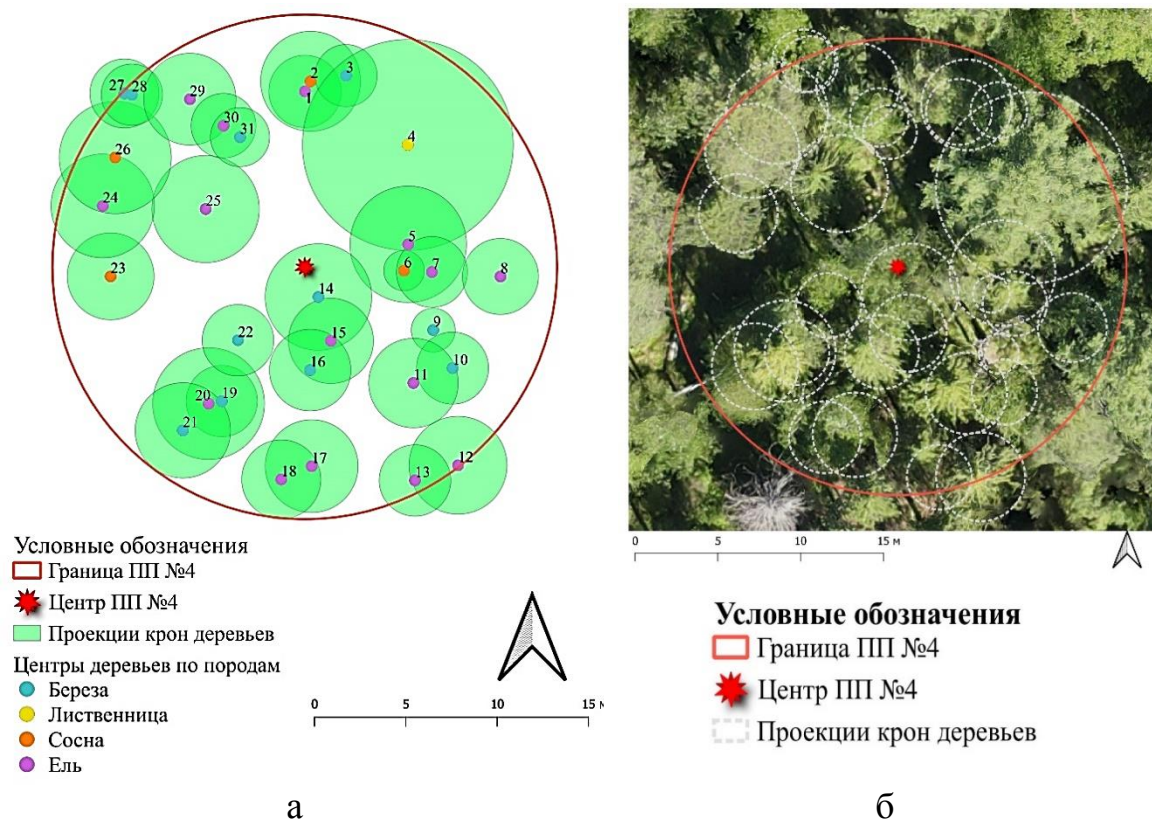 2
3
27
28
29
1
30
31
4
26
24
25
5
23
6
7
8
14
9
22
15
16
10
11
20
19
21
17
12
18
13
Условные обозначения
Граница ПП №4
Центр ПП №4
Проекции крон деревьев
Центры деревьев по породам
Береза
Лиственница
Сосна
Ель
0 5 10 15 м
а
0 5 10 15 м
Условные обозначения
Граница ПП №4
Центр ПП №4
Проекции крон деревьев
б